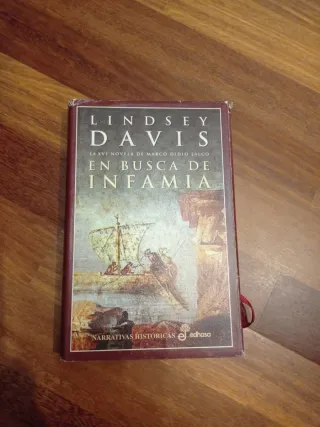 LINDSEY
DAVIS
LA XVI NOVELA DE MARCO DIDIO FALCO
EN BUSCA DE
INFAMIA
NARRATIVAS HISTÓRICAS edhasa